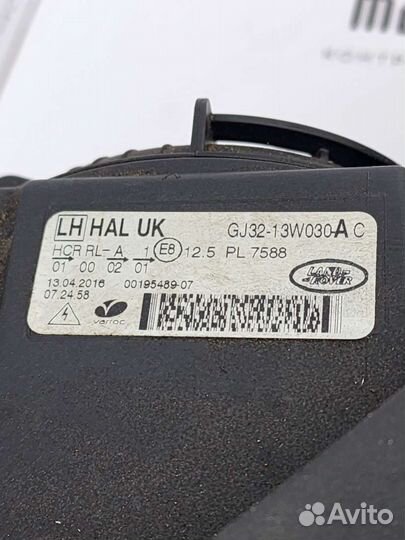 LH HAL UK GJ32-13W030-A C
HCR RL-A 1 E8 12.5 PL 7588
01 00 02 01
13.04.2016 00195489-07
07.24.58
LAND-ROVER
varroc
Avito